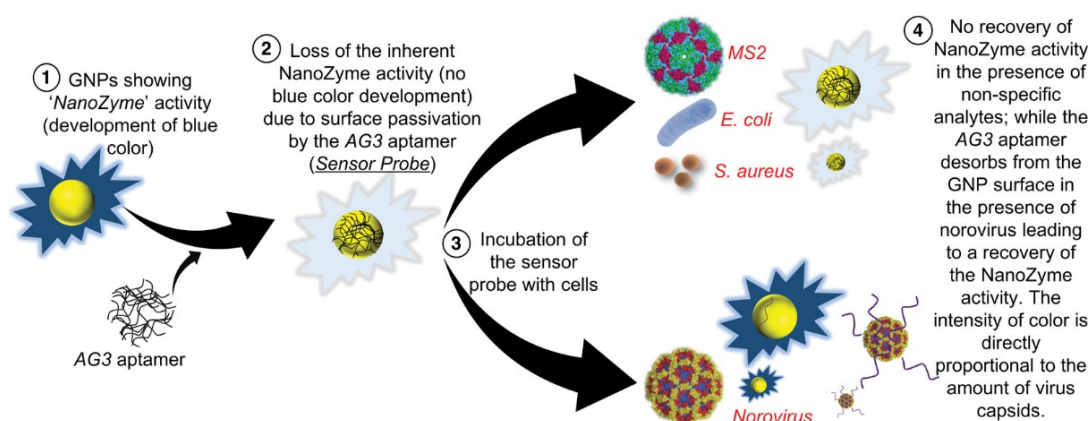 1 GNPs showing
'NanoZyme' activity
(development of blue
color)
AG3 aptamer
2 Loss of the inherent
NanoZyme activity (no
blue color development)
due to surface passivation
by the AG3 aptamer
(Sensor Probe)
3 Incubation of
the sensor
probe with cells
MS2
E. coli
S. aureus
Norovirus
4 No recovery of
NanoZyme activity
in the presence of
non-specific
analytes; while the
AG3 aptamer
desorbs from the
GNP surface in
the presence of
norovirus leading
to a recovery of
the NanoZyme
activity. The
intensity of color is
directly
proportional to the
amount of virus
capsids.